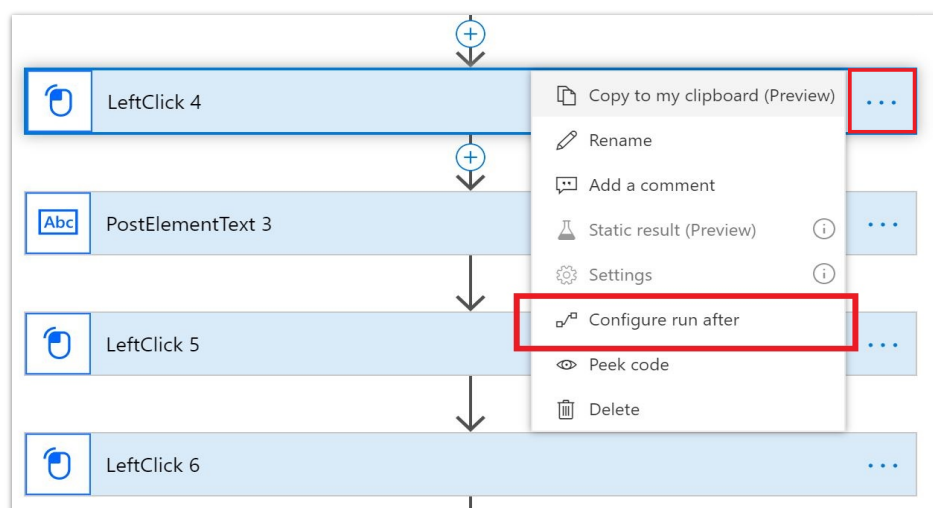 LeftClick 4
Copy to my clipboard (Preview)
Rename
Add a comment
Abc
PostElementText 3
Static result (Preview)
Settings
Configure run after
LeftClick 5
Peek code
Delete
LeftClick 6